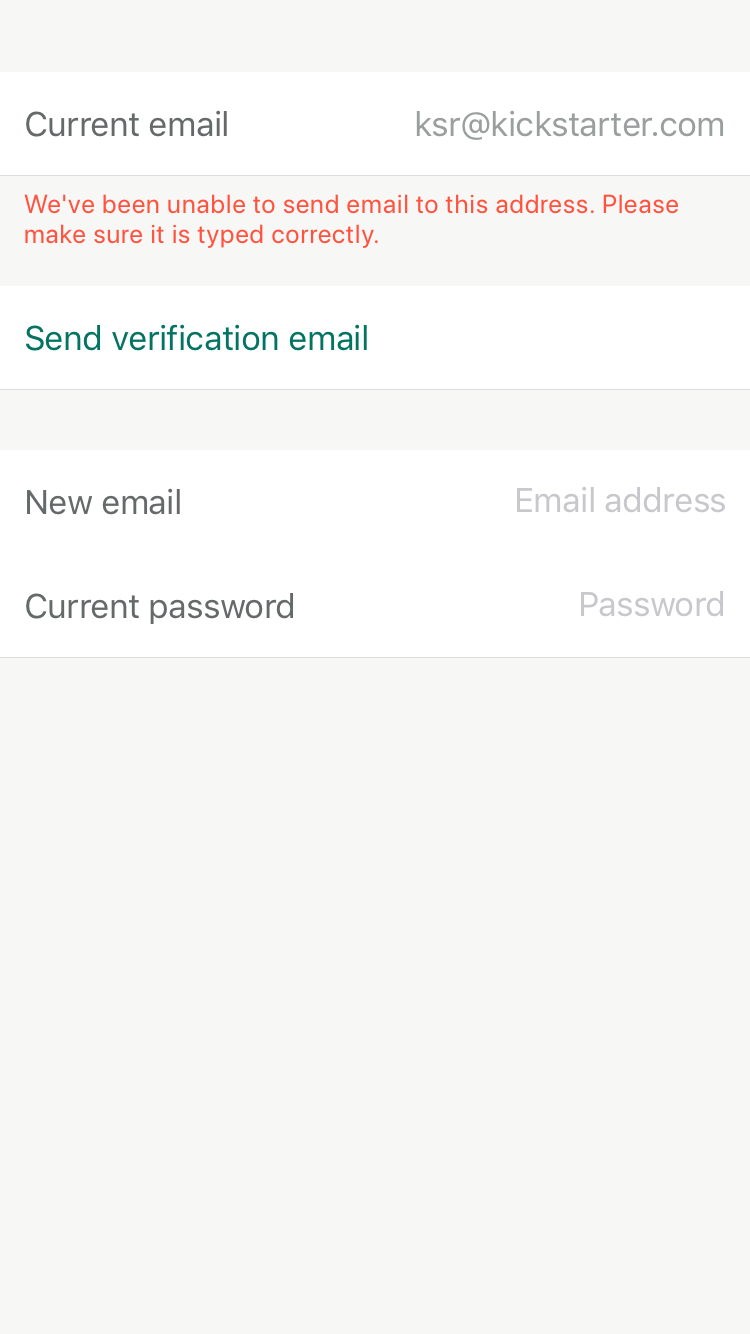 Current email ksr@kickstarter.com
We've been unable to send email to this address. Please
make sure it is typed correctly.
Send verification email
New email Email address
Current password Password